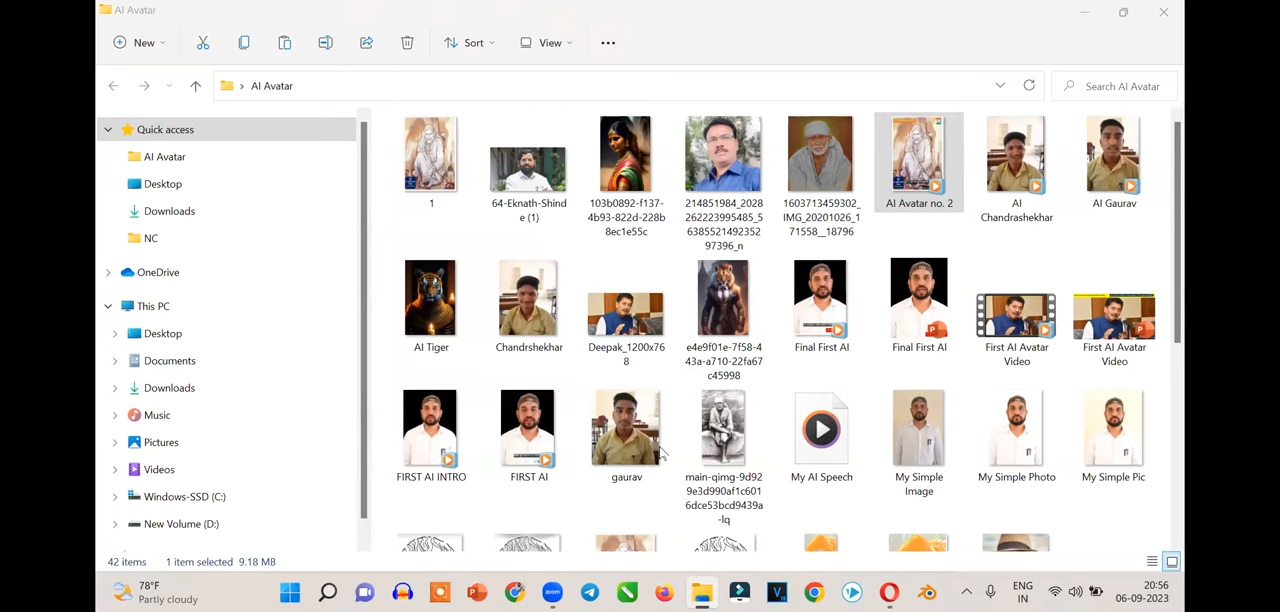 AI Avatar
New
Sort
View
AI Avatar
Search AI Avatar
Quick access
AI Avatar
Desktop
Downloads
NC
OneDrive
This PC
Desktop
Documents
Downloads
Music
Pictures
Videos
Windows-SSD (C:)
New Volume (D:)
1
64-Eknath-Shind
e (1)
103b0892-f137-
4b93-822d-228b
8ec1e55c
214851984_2028
262223995485_5
6385521492352
97396_n
1603713459302_
IMG_20201026_1
71558__18796
AI Avatar no. 2
AI
Chandrashekhar
AI Gaurav
AI Tiger
Chandrshekhar
Deepak_1200x76
8
e4e9f01e-7f58-4
43a-a710-22fa67
c45998
Final First AI
Final First AI
First AI Avatar
Video
First AI Avatar
Video
FIRST AI INTRO
FIRST AI
gaurav
main-qimg-9d92
9e3d990af1c601
6dce53bcd9439a
-lq
My AI Speech
My Simple
Image
My Simple Photo
My Simple Pic
42 items
1 item selected 9.18 MB
78°F
Partly cloudy
zoom
ENG
IN
20:56
06-09-2023